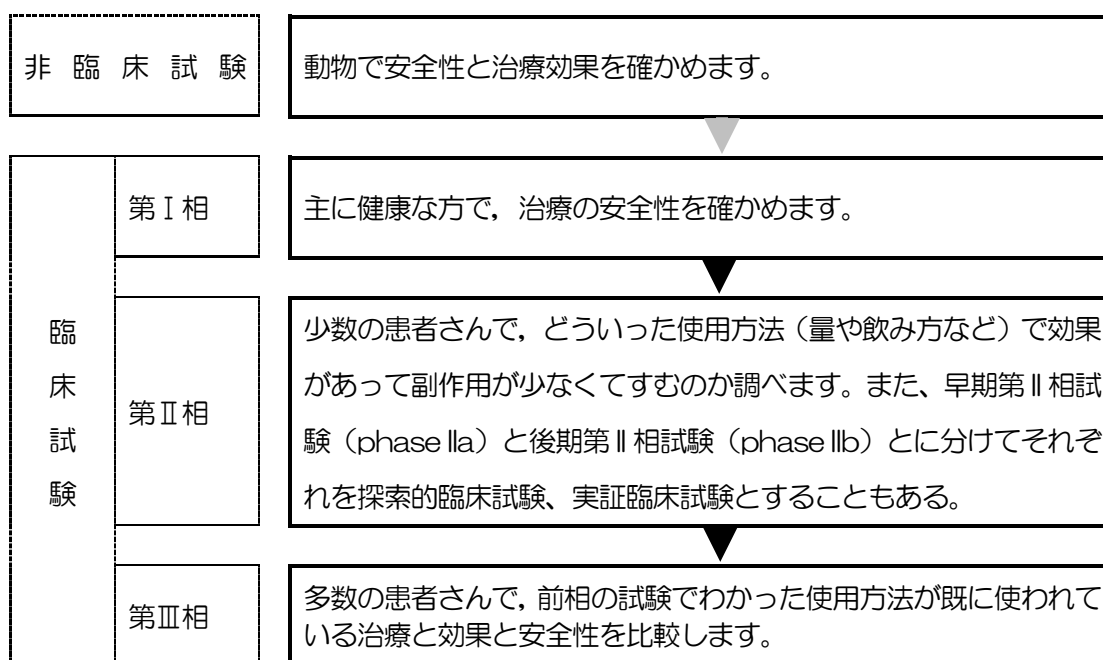 非臨床試験
動物で安全性と治療効果を確かめます。
臨床試験
第Ⅰ相
主に健康な方で，治療の安全性を確かめます。
第Ⅱ相
少数の患者さんで，どういった使用方法（量や飲み方など）で効果
があって副作用が少なくてすむのか調べます。また、早期第Ⅱ相試
験（phase Ⅱa）と後期第Ⅱ相試験（phase Ⅱb）とに分けてそれぞ
れを探索的臨床試験、実証臨床試験とすることもある。
第Ⅲ相
多数の患者さんで，前相の試験でわかった使用方法が既に使われて
いる治療と効果と安全性を比較します。